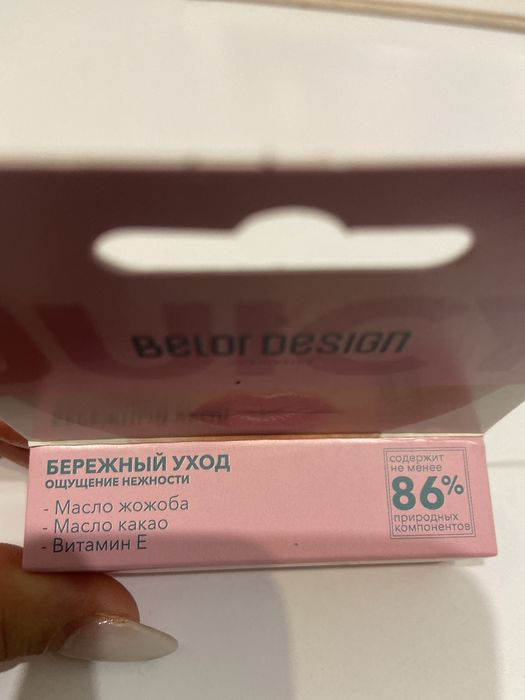 Belor Design
БЕРЕЖНЫЙ УХОД
ОЩУЩЕНИЕ НЕЖНОСТИ
- Масло жожоба
- Масло какао
- Витамин Е
содержит
не менее
86%
природных
компонентов